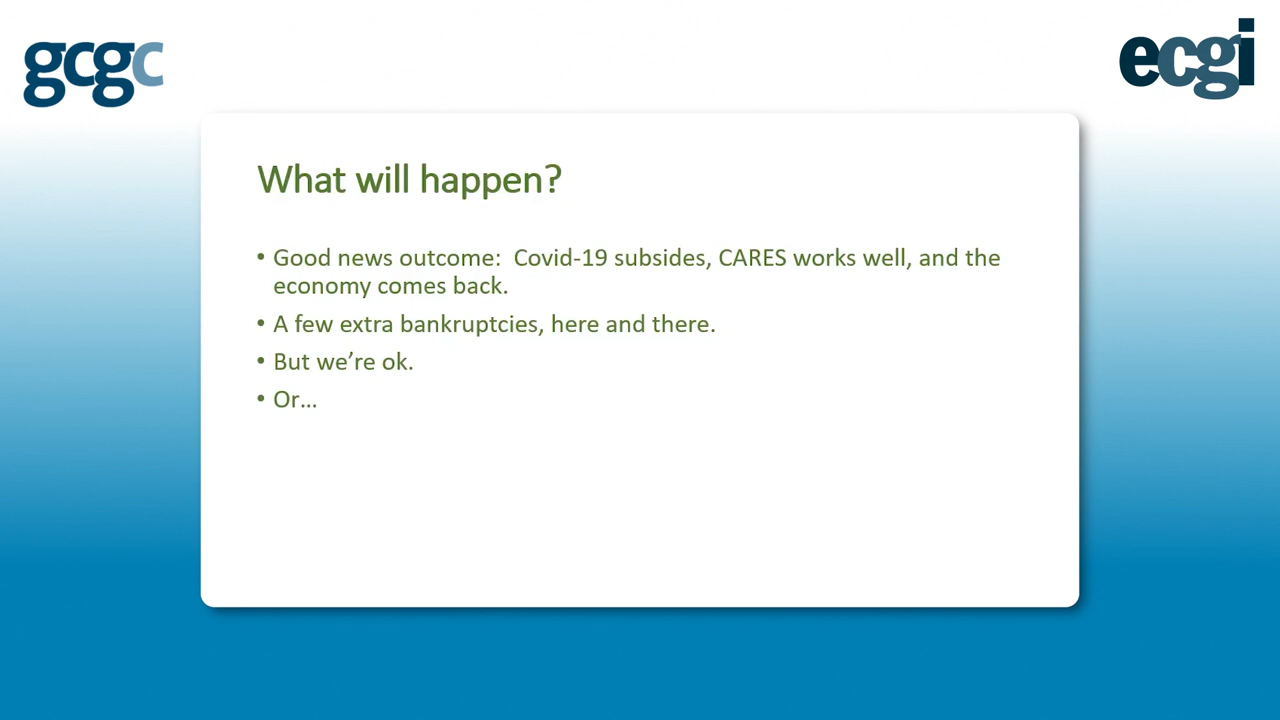 gcgc
ecgi
What will happen?
• Good news outcome:  Covid-19 subsides, CARES works well, and the
economy comes back.
• A few extra bankruptcies, here and there.
• But we’re ok.
• Or…